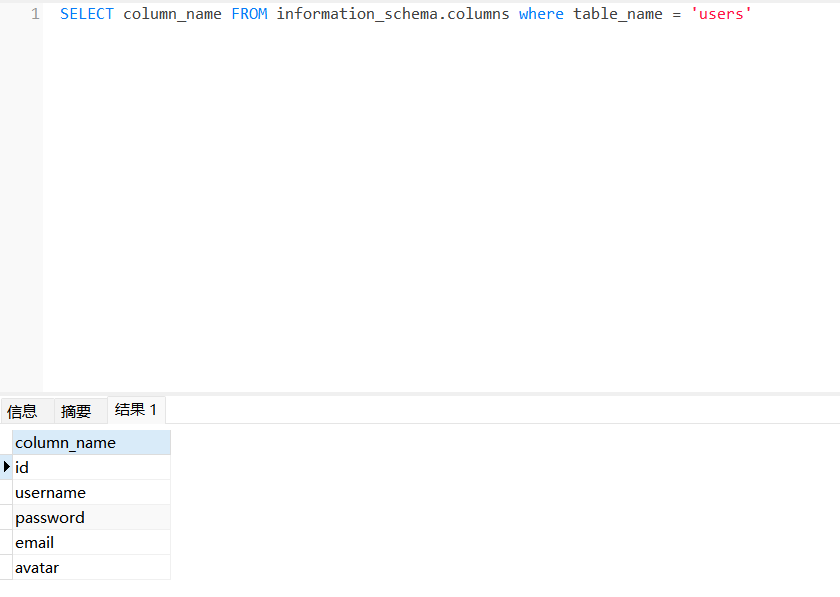 1 SELECT column_name FROM information_schema.columns where table_name = 'users'
信息 摘要 结果 1
column_name
id
username
password
email
avatar